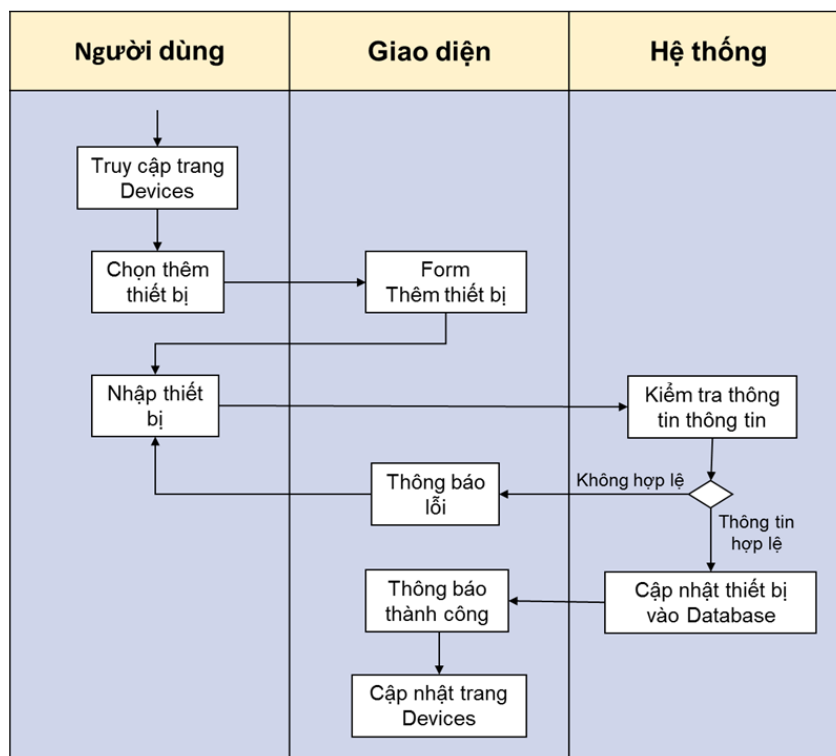 Người dùng
Giao diện
Hệ thống
Truy cập trang
Devices
Chọn thêm
thiết bị
Form
Thêm thiết bị
Nhập thiết
bị
Kiểm tra thông
tin thông tin
Không hợp lệ
Thông báo
lỗi
Thông tin
hợp lệ
Thông báo
thành công
Cập nhật thiết bị
vào Database
Cập nhật trang
Devices